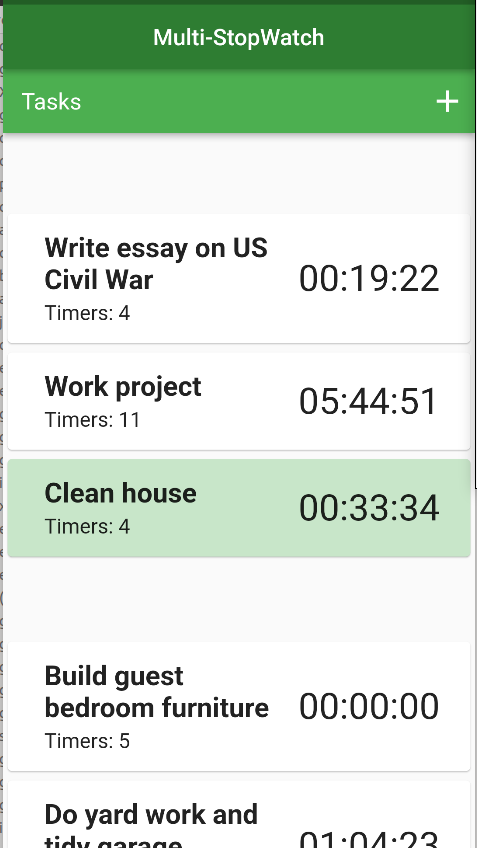 Multi-StopWatch
Tasks
Write essay on US
Civil War
00:19:22
Timers: 4
Work project
05:44:51
Timers: 11
Clean house
00:33:34
Timers: 4
Build guest
bedroom furniture
00:00:00
Timers: 5
Do yard work and
tidy garage
01:04:23